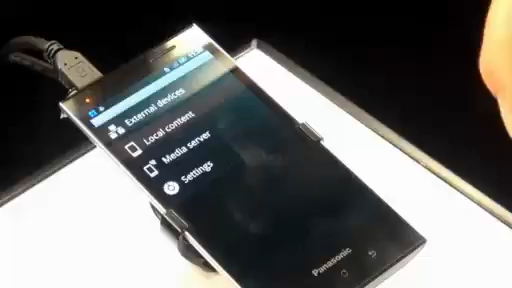 External devices
Local content
Media server
Settings
Panasonic